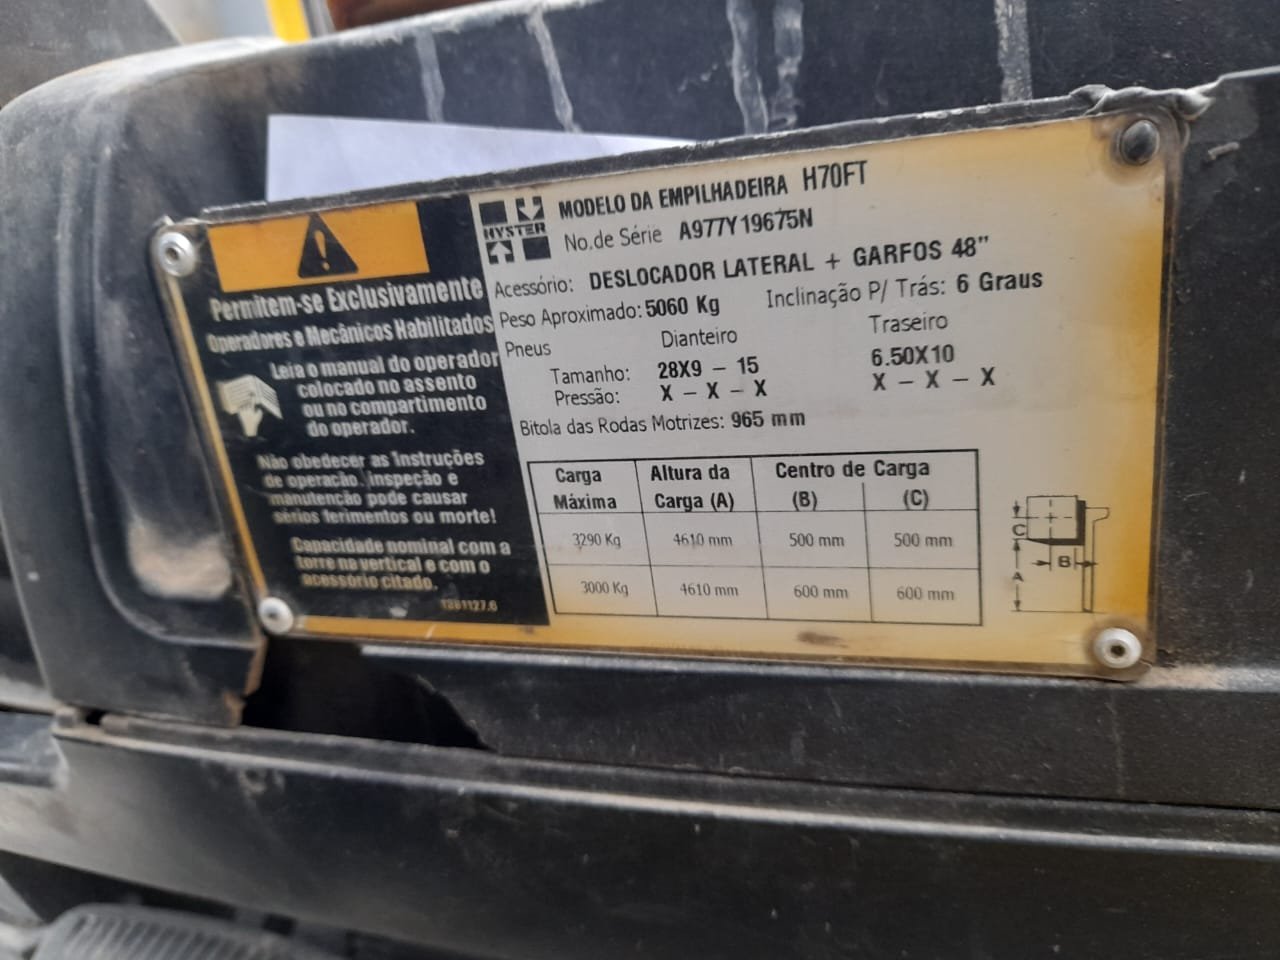 Permitem-se Exclusivamente
Operadores e Mecânicos Habilitados
Leia o manual do operador
colocado no assento
ou no compartimento
do operador.
Não obedecer as Instruções
de operação, inspeção e
manutenção pode causar
sérios ferimentos ou morte!
Capacidade nominal com a
torre na vertical e com o
acessório citado.
HYSTER
MODELO DA EMPILHADEIRA H70FT
No.de Série A977Y19675N
Acessório: DESLOCADOR LATERAL + GARFOS 48"
Peso Aproximado: 5060 Kg Inclinação P/ Trás: 6 Graus
Pneus Dianteiro Traseiro
Tamanho: 28X9 – 15 6.50X10
Pressão: X – X – X X – X – X
Bitola das Rodas Motrizes: 965 mm
Carga Máxima Altura da Carga (A) Centro de Carga
(B) (C)
3290 Kg 4610 mm 500 mm 500 mm
3000 Kg 4610 mm 600 mm 600 mm
C
B
A